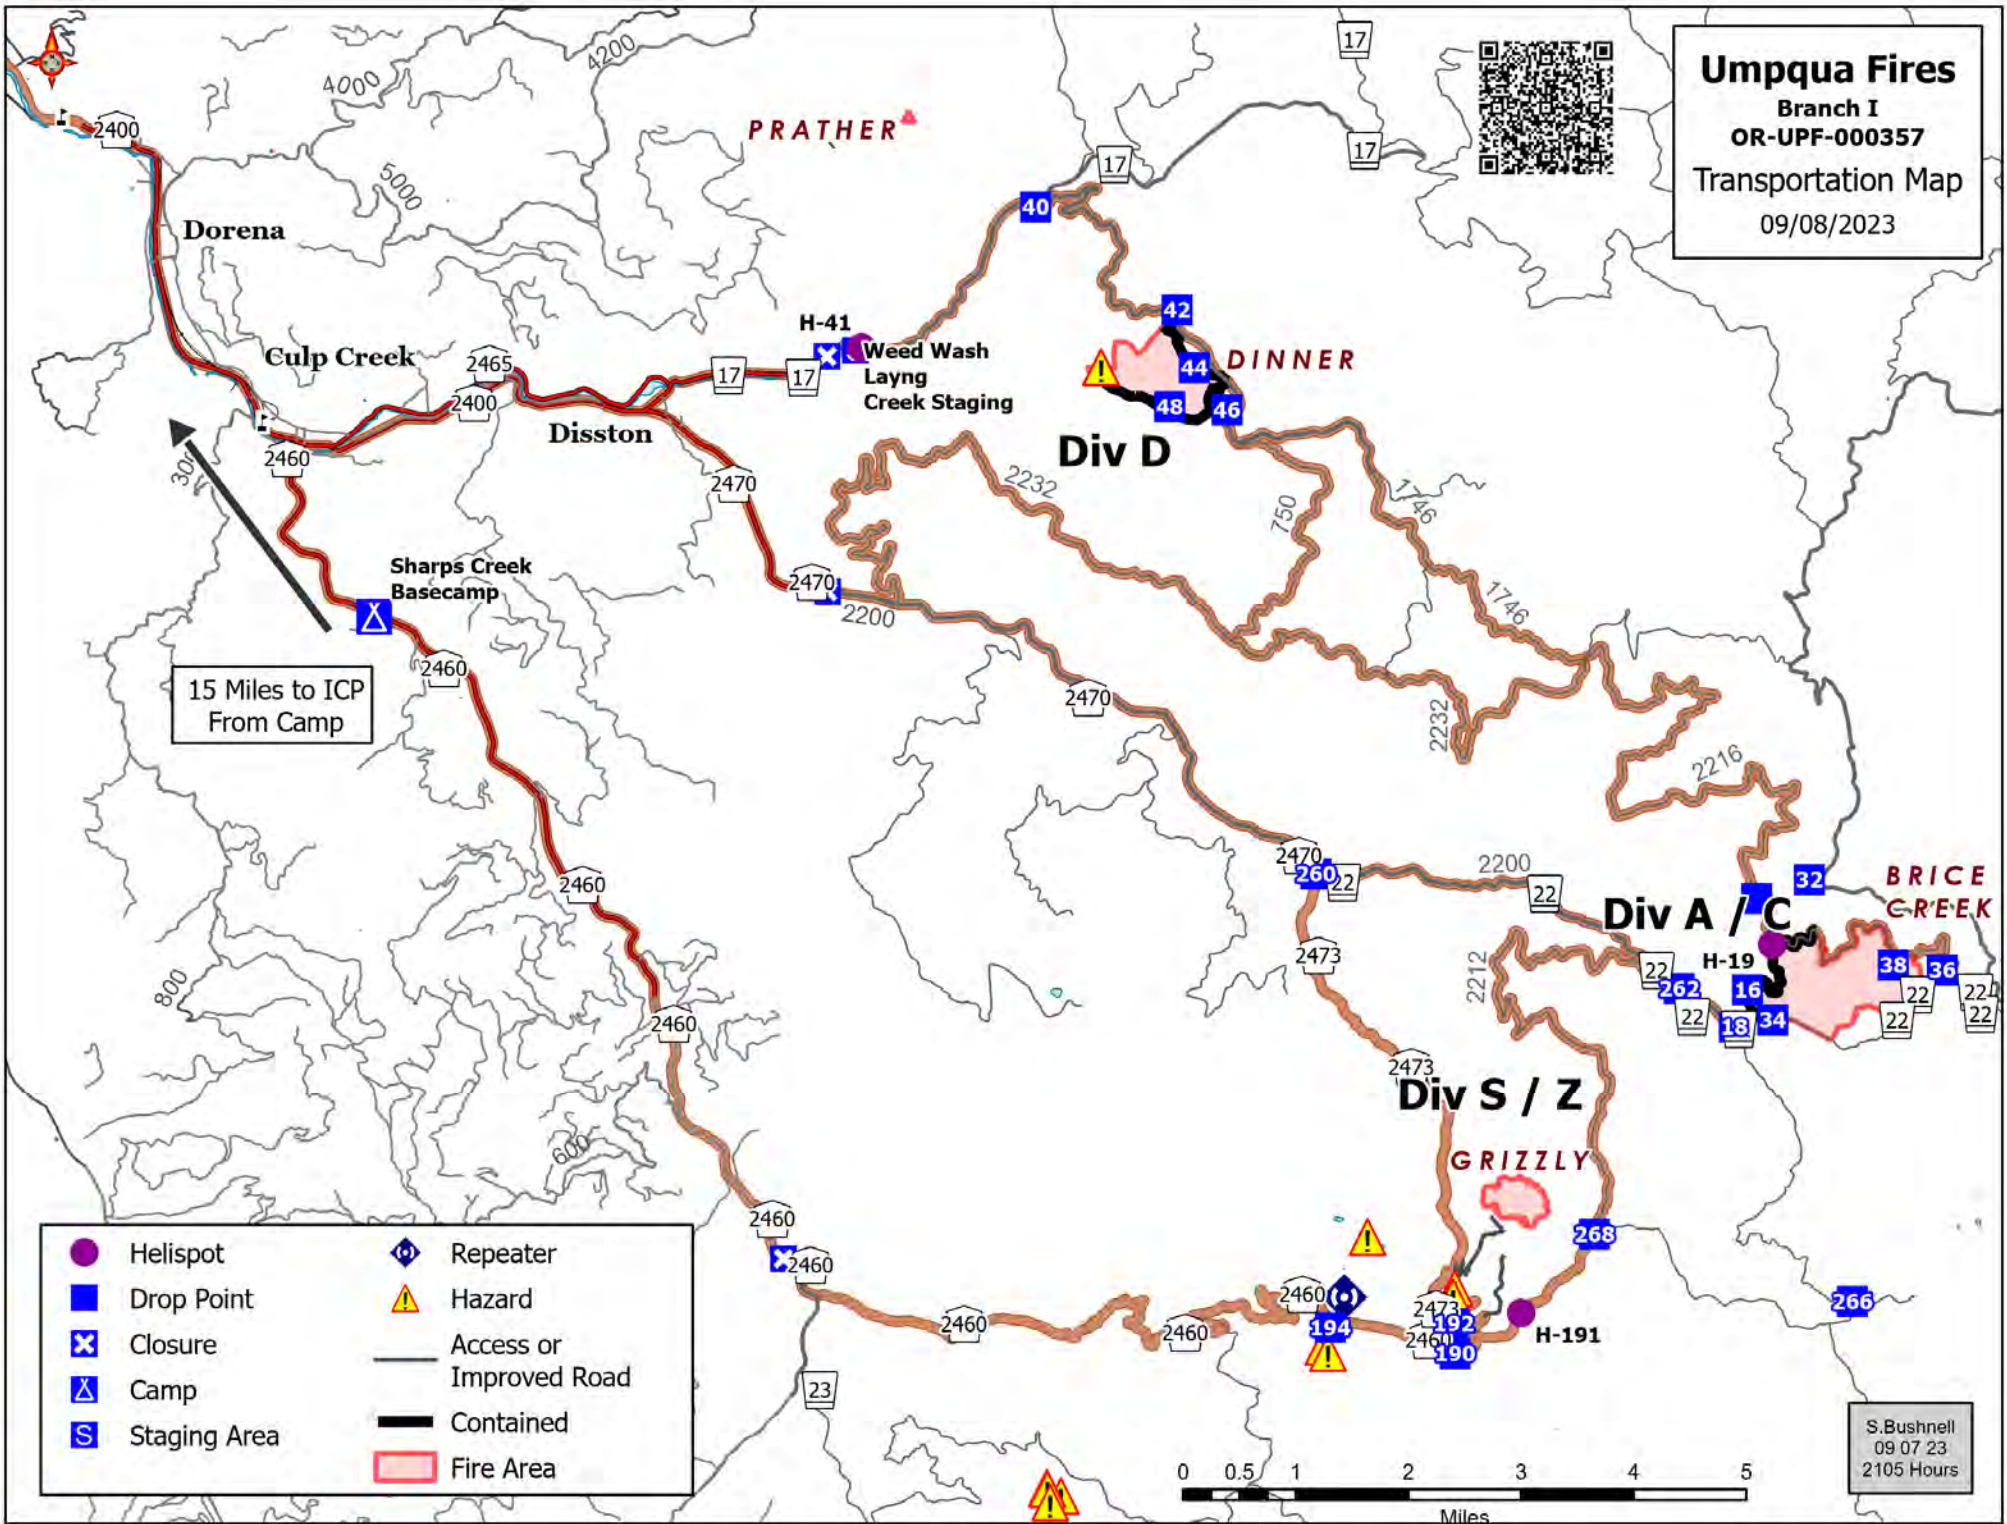 Umpqua Fires
Branch I
OR-UPF-000357
Transportation Map
09/08/2023
4200
4000
5000
17
17
17
2400
PRATHER
40
Dorena
42
H-41
Weed Wash
Layng
Creek Staging
Culp Creek
2465
2400
17
17
44
DINNER
48
46
Disston
Div D
2460
300
2470
2232
750
1746
Sharps Creek
Basecamp
2470
2200
1746
15 Miles to ICP
From Camp
2460
2470
2232
2216
2460
2470
260
22
2200
22
32
BRICE
CREEK
Div A / C
H-19
2473
2212
22
262
22
16
18
34
38
36
22
22
22
22
800
2460
2473
Div S / Z
600
GRIZZLY
2460
2460
268
2460
2460
2460
194
2473
192
2460
190
H-191
266
23
Helispot
Drop Point
Closure
Camp
S
Staging Area
Repeater
Hazard
Access or
Improved Road
Contained
Fire Area
0 0.5 1 2 3 4 5
Miles
S.Bushnell
09 07 23
2105 Hours